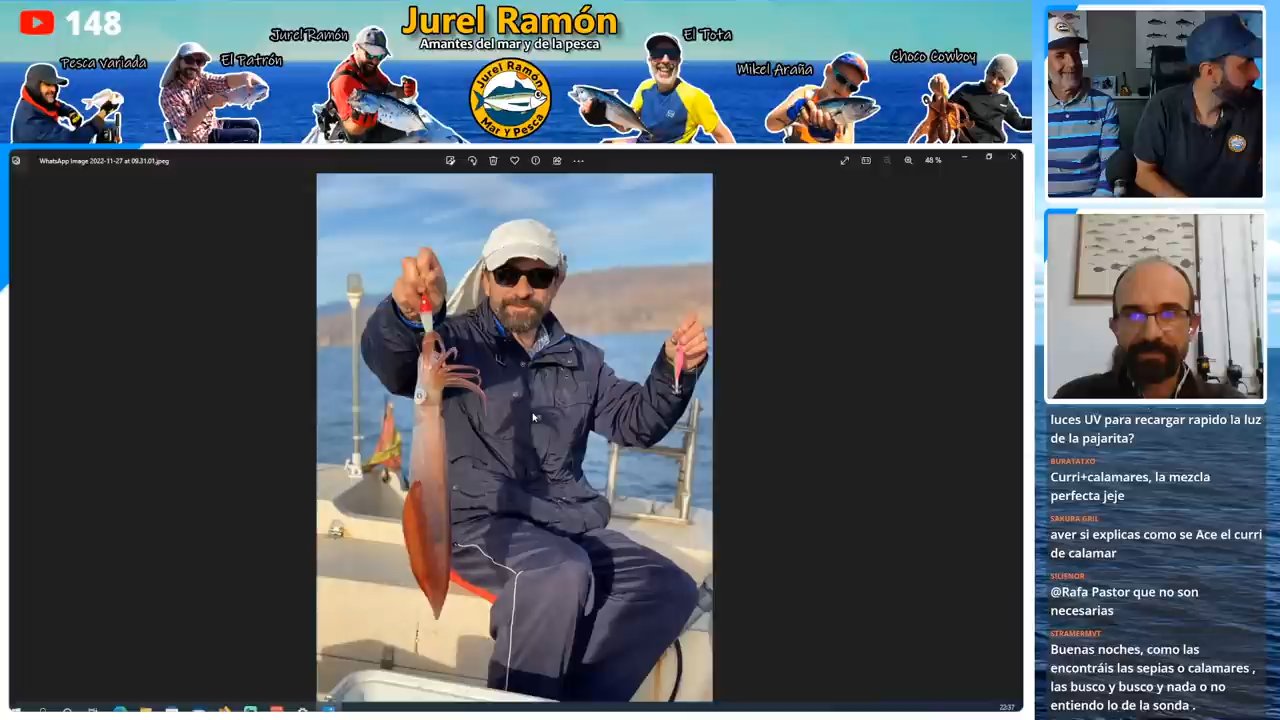 148
Jurel Ramón
Amantes del mar y de la pesca
Pesca Variada
El Patrón
Jurel Ramón
Jurel Ramón
Mar y Pesca
El Tota
Mikel Araña
Choco Cowboy
WhatsApp Image 2022-11-27 at 09.31.01.jpeg
48 %
luces UV para recargar rapido la luz
de la pajarita?
BURATATXO
Curri+calamares, la mezcla
perfecta jeje
SAKURA GRIL
aver si explicas como se Ace el curri
de calamar
SILIENOR
@Rafa Pastor que no son
necesarias
STRAMERMVT
Buenas noches, como las
encontráis las sepias o calamares ,
las busco y busco y nada o no
entiendo lo de la sonda .
22:37